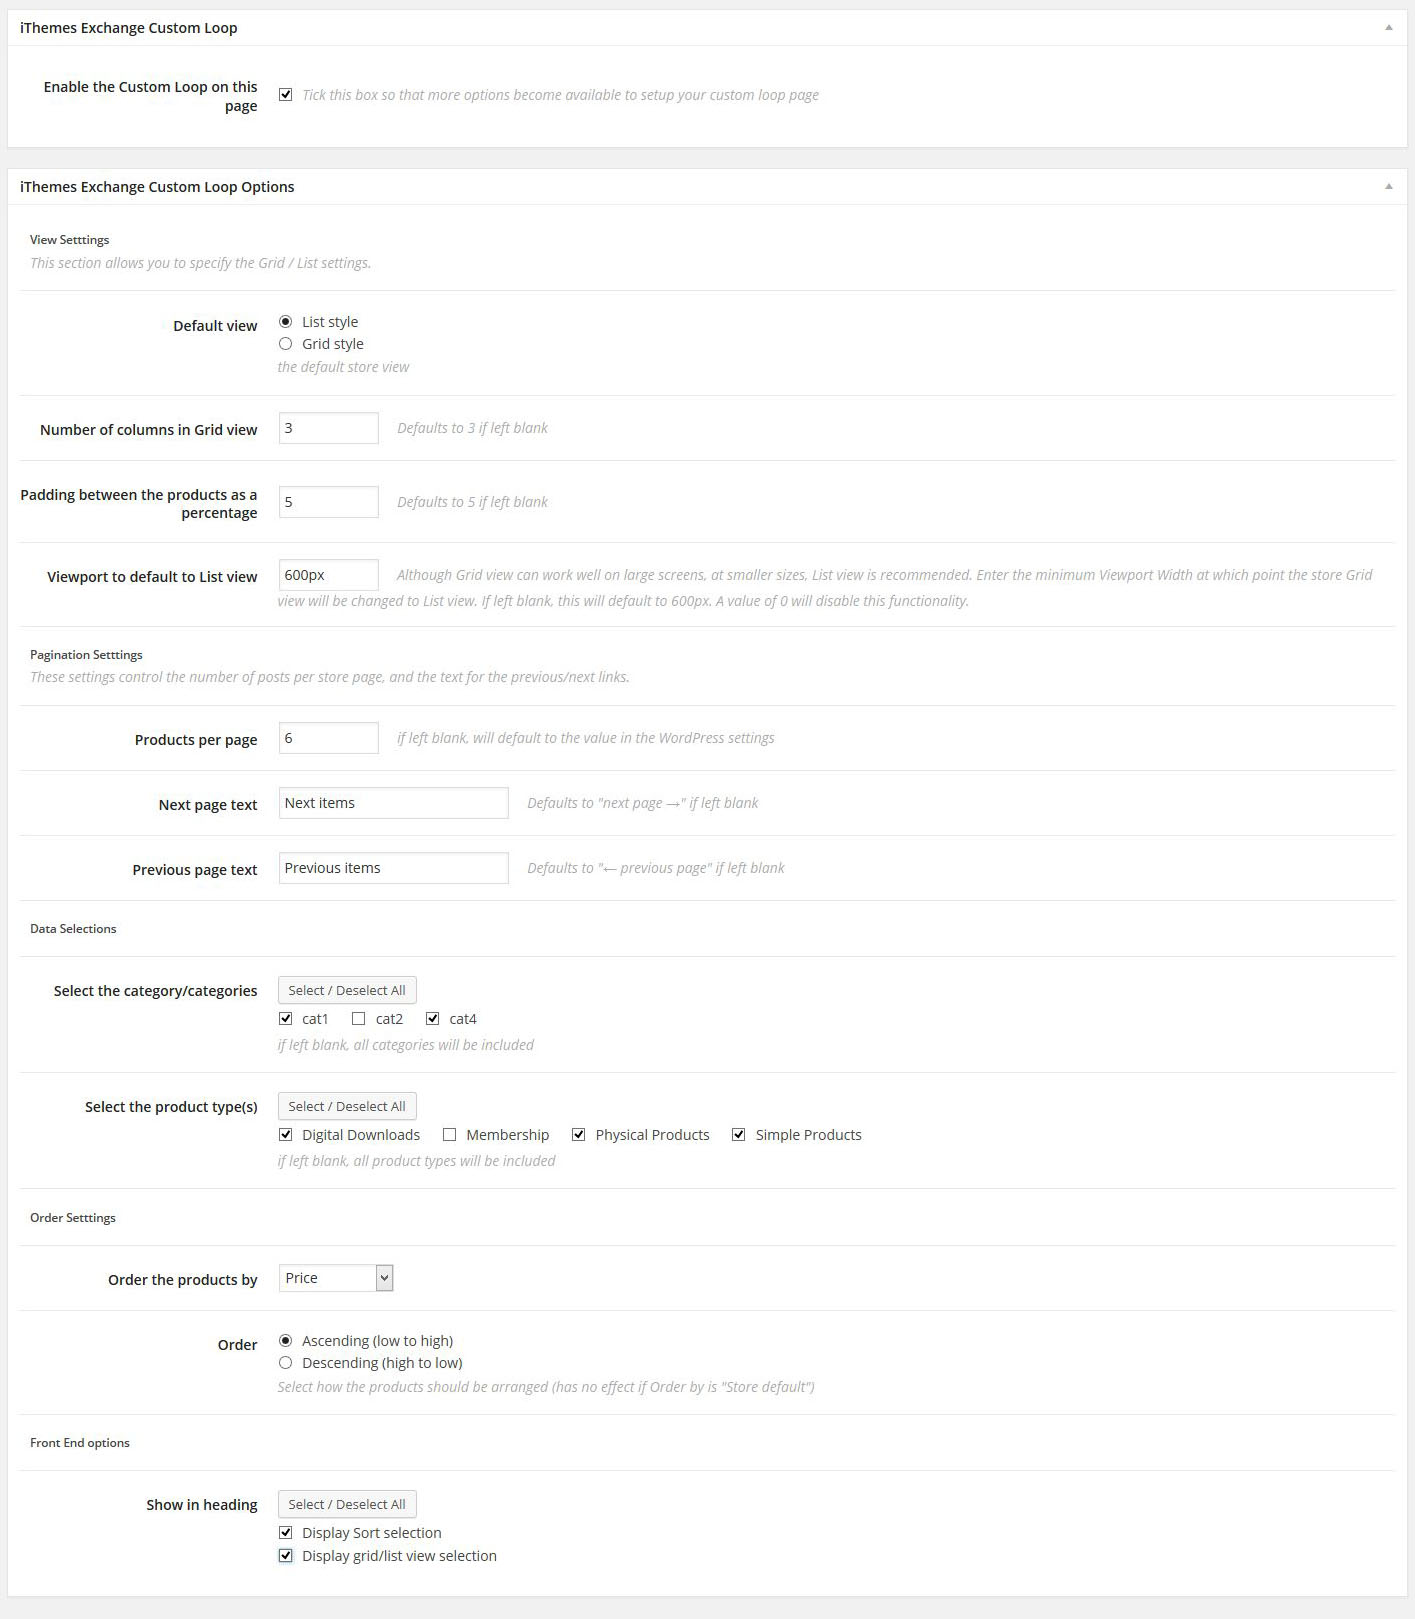 iThemes Exchange Custom Loop
Enable the Custom Loop on this
page
Tick this box so that more options become available to setup your custom loop page
iThemes Exchange Custom Loop Options
View Setttings
This section allows you to specify the Grid / List settings.
Default view
List style
Grid style
the default store view
Number of columns in Grid view
3
Defaults to 3 if left blank
Padding between the products as a
percentage
5
Defaults to 5 if left blank
Viewport to default to List view
600px
Although Grid view can work well on large screens, at smaller sizes, List view is recommended. Enter the minimum Viewport Width at which point the store Grid
view will be changed to List view. If left blank, this will default to 600px. A value of 0 will disable this functionality.
Pagination Setttings
These settings control the number of posts per store page, and the text for the previous/next links.
Products per page
6
if left blank, will default to the value in the WordPress settings
Next page text
Next items
Defaults to "next page →" if left blank
Previous page text
Previous items
Defaults to "← previous page" if left blank
Data Selections
Select the category/categories
Select / Deselect All
cat1 cat2 cat4
if left blank, all categories will be included
Select the product type(s)
Select / Deselect All
Digital Downloads Membership Physical Products Simple Products
if left blank, all product types will be included
Order Setttings
Order the products by
Price
Order
Ascending (low to high)
Descending (high to low)
Select how the products should be arranged (has no effect if Order by is "Store default")
Front End options
Show in heading
Select / Deselect All
Display Sort selection
Display grid/list view selection